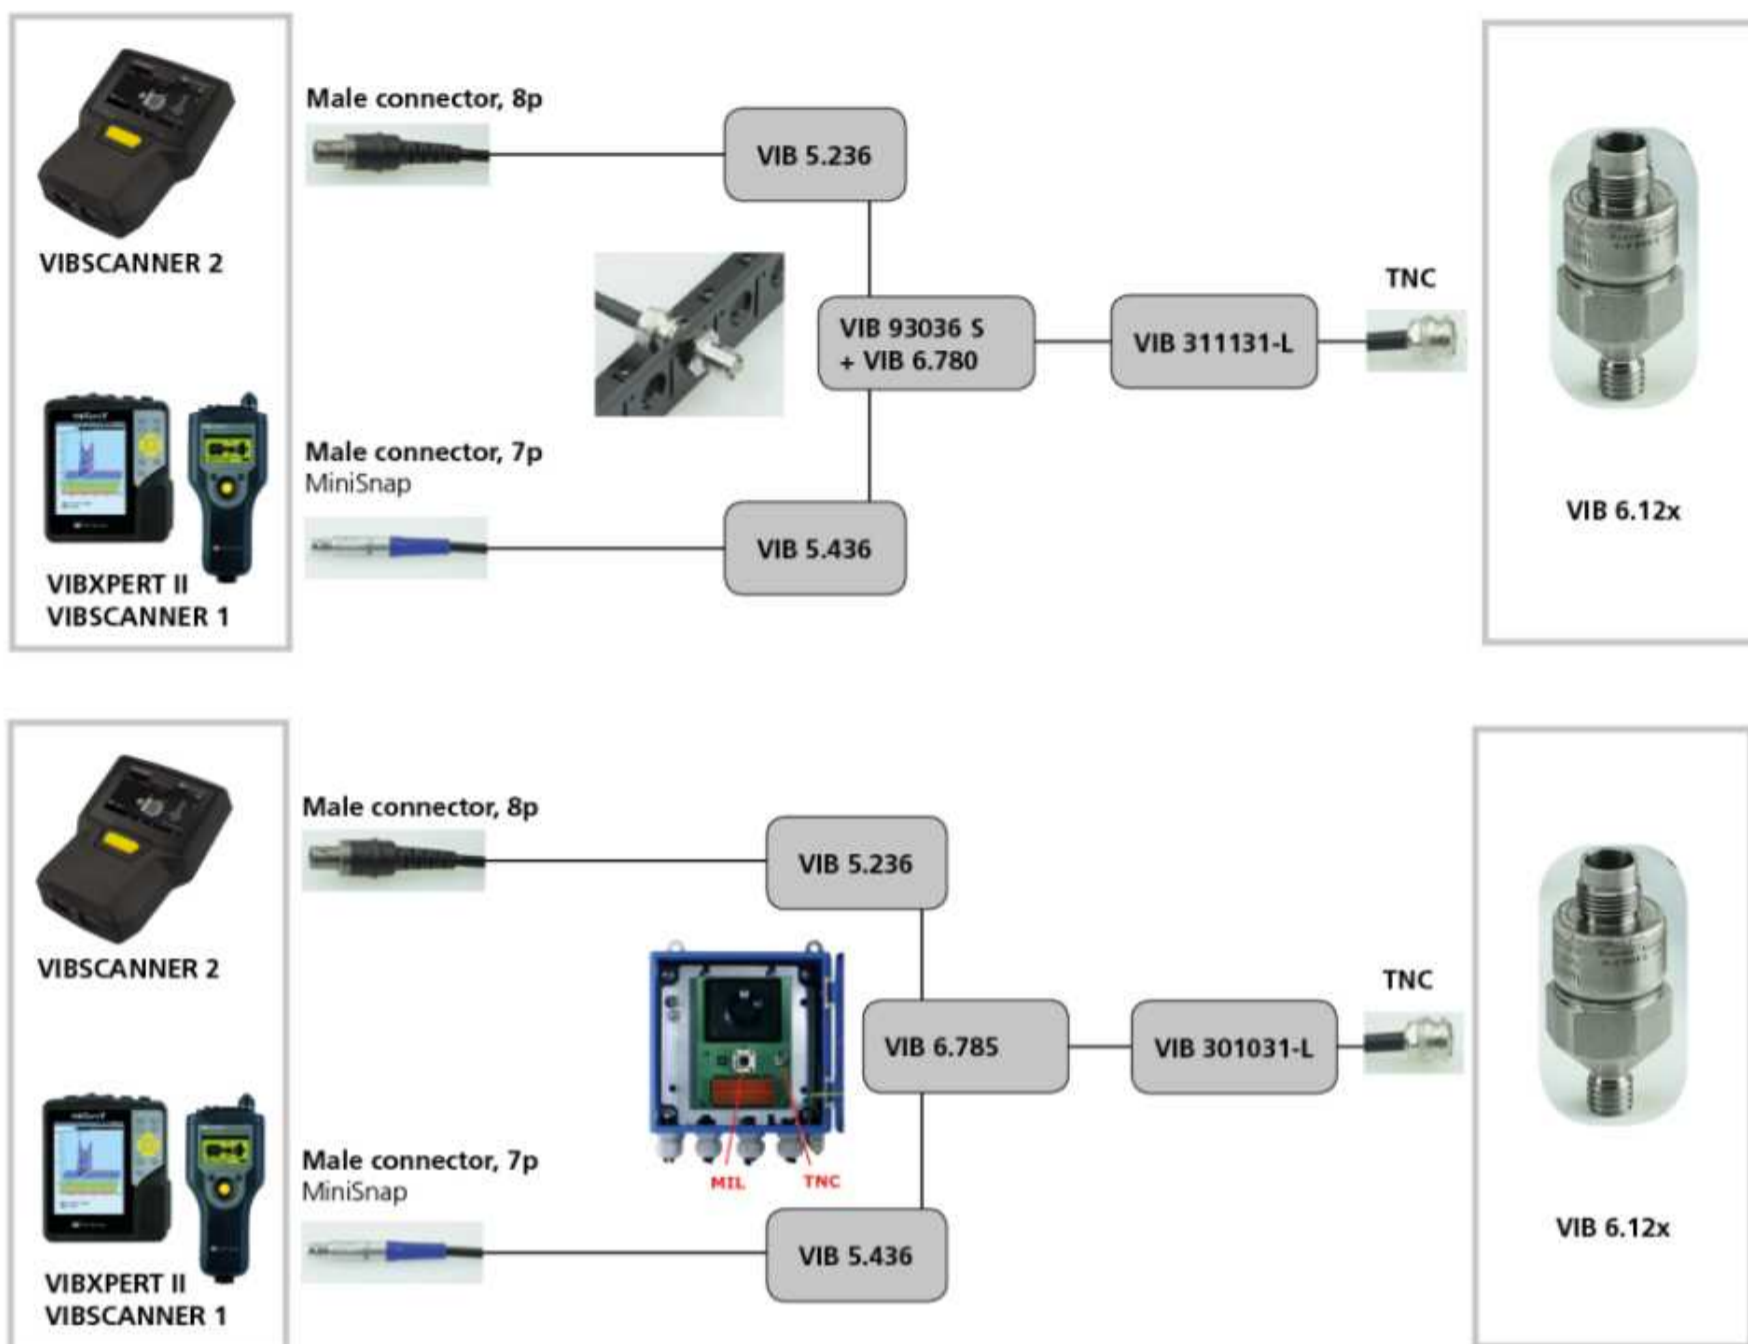 Male connector, 8p
VIB 5.236
VIBSCANNER 2
TNC
VIB 93036 S
+ VIB 6.780
VIB 311131-L
Male connector, 7p
MiniSnap
VIB 6.12x
VIB 5.436
VIBXPERT II
VIBSCANNER 1
Male connector, 8p
VIB 5.236
VIBSCANNER 2
TNC
VIB 6.785
VIB 301031-L
Male connector, 7p
MiniSnap
MIL
TNC
VIB 6.12x
VIB 5.436
VIBXPERT II
VIBSCANNER 1